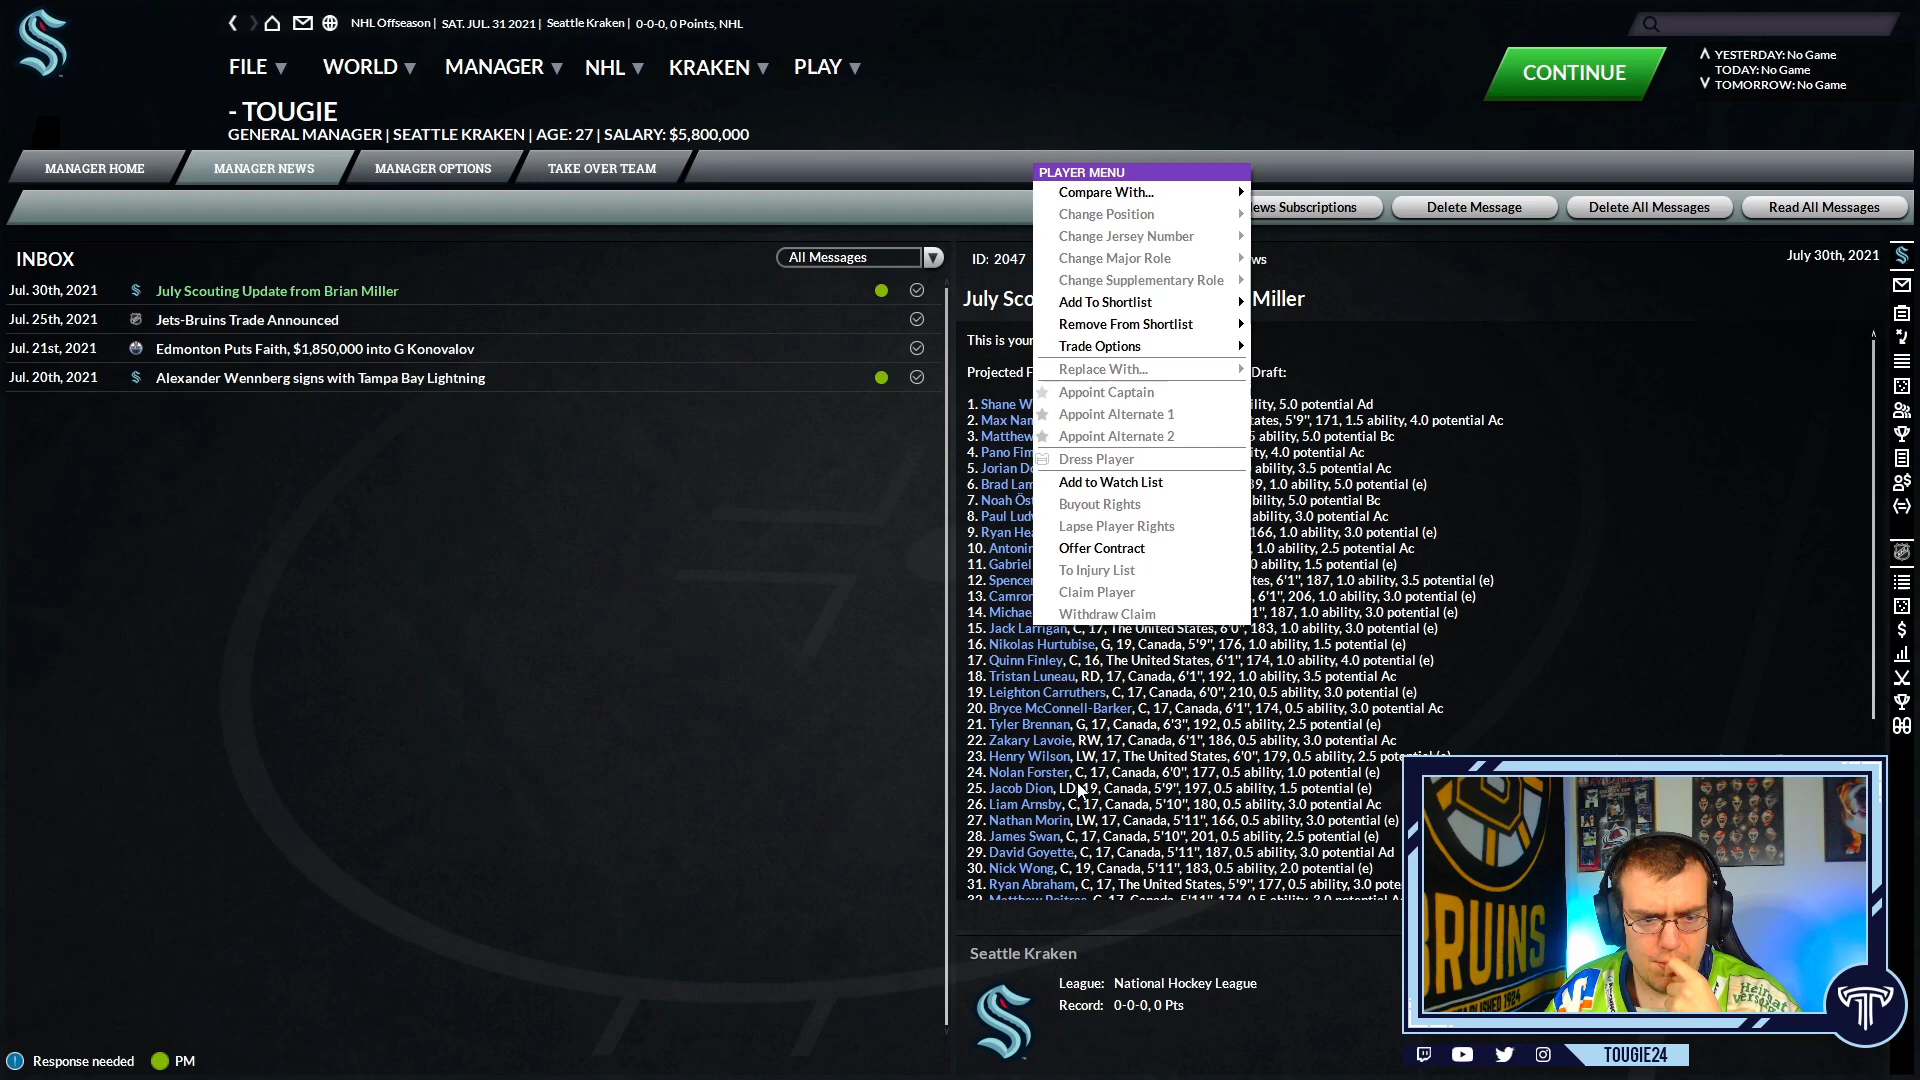 NHL Offseason | SAT. JUL. 31 2021 | Seattle Kraken | 0-0-0, 0 Points, NHL
FILE WORLD MANAGER NHL KRAKEN PLAY
CONTINUE
YESTERDAY: No Game
TODAY: No Game
TOMORROW: No Game
- TOUGIE
GENERAL MANAGER | SEATTLE KRAKEN | AGE: 27 | SALARY: $5,800,000
MANAGER HOME MANAGER NEWS MANAGER OPTIONS TAKE OVER TEAM
Subscriptions Delete Message Delete All Messages Read All Messages
INBOX All Messages
Jul. 30th, 2021 July Scouting Update from Brian Miller
Jul. 25th, 2021 Jets-Bruins Trade Announced
Jul. 21st, 2021 Edmonton Puts Faith, $1,850,000 into G Konovalov
Jul. 20th, 2021 Alexander Wennberg signs with Tampa Bay Lightning
PLAYER MENU
Compare With...
Change Position
Change Jersey Number
Change Major Role
Change Supplementary Role
Add To Shortlist
Remove From Shortlist
Trade Options
Replace With...
Appoint Captain
Appoint Alternate 1
Appoint Alternate 2
Dress Player
Add to Watch List
Buyout Rights
Lapse Player Rights
Offer Contract
To Injury List
Claim Player
Withdraw Claim
ID: 2047 July 30th, 2021
July Miller
This is
Projected Draft:
1. Shane 5.0 potential Ad
2. Max 5'9", 171, 1.5 ability, 4.0 potential Ac
3. Matthew ability, 5.0 potential Bc
4. Pano 4.0 potential Ac
5. Jorian ability, 3.5 potential Ac
6. Brad 1.0 ability, 5.0 potential (e)
7. Noah 5.0 potential Bc
8. Paul ability, 3.0 potential Ac
9. Ryan 166, 1.0 ability, 3.0 potential (e)
10. 1.0 ability, 2.5 potential Ac
11. Gabriel ability, 1.5 potential (e)
12. Spencer 6'1", 187, 1.0 ability, 3.5 potential (e)
13. 6'1", 206, 1.0 ability, 3.0 potential (e)
14. 187, 1.0 ability, 3.0 potential (e)
15. Jack Larrigan, C, 17, The United States, 6'0", 183, 1.0 ability, 3.0 potential (e)
16. Nikolas Hurtubise, G, 19, Canada, 5'9", 176, 1.0 ability, 1.5 potential (e)
17. Quinn Finley, C, 16, The United States, 6'1", 174, 1.0 ability, 4.0 potential (e)
18. Tristan Luneau, RD, 17, Canada, 6'1", 192, 1.0 ability, 3.5 potential Ac
19. Leighton Carruthers, C, 17, Canada, 6'0", 210, 0.5 ability, 3.0 potential (e)
20. Bryce McConnell-Barker, C, 17, Canada, 6'1", 174, 0.5 ability, 3.0 potential Ac
21. Tyler Brennan, G, 17, Canada, 6'3", 192, 0.5 ability, 2.5 potential (e)
22. Zakary Lavoie, RW, 17, Canada, 6'1", 186, 0.5 ability, 3.0 potential Ac
23. Henry Wilson, LW, 17, The United States, 6'0", 179, 0.5 ability, 2.5 potential (e)
24. Nolan Forster, C, 17, Canada, 6'0", 177, 0.5 ability, 1.0 potential (e)
25. Jacob Dion, LD, 19, Canada, 5'9", 197, 0.5 ability, 1.5 potential (e)
26. Liam Arnsby, C, 17, Canada, 5'10", 180, 0.5 ability, 3.0 potential Ac
27. Nathan Morin, LW, 17, Canada, 5'11", 166, 0.5 ability, 3.0 potential (e)
28. James Swan, C, 17, Canada, 5'10", 201, 0.5 ability, 2.5 potential (e)
29. David Goyette, C, 17, Canada, 5'11", 187, 0.5 ability, 3.0 potential Ad
30. Nick Wong, C, 19, Canada, 5'11", 183, 0.5 ability, 2.0 potential (e)
31. Ryan Abraham, C, 17, The United States, 5'9", 177, 0.5 ability, 3.0
Seattle Kraken
League: National Hockey League
Record: 0-0-0, 0 Pts
Response needed PM
BRUINS
Heimat
TOUGIE24